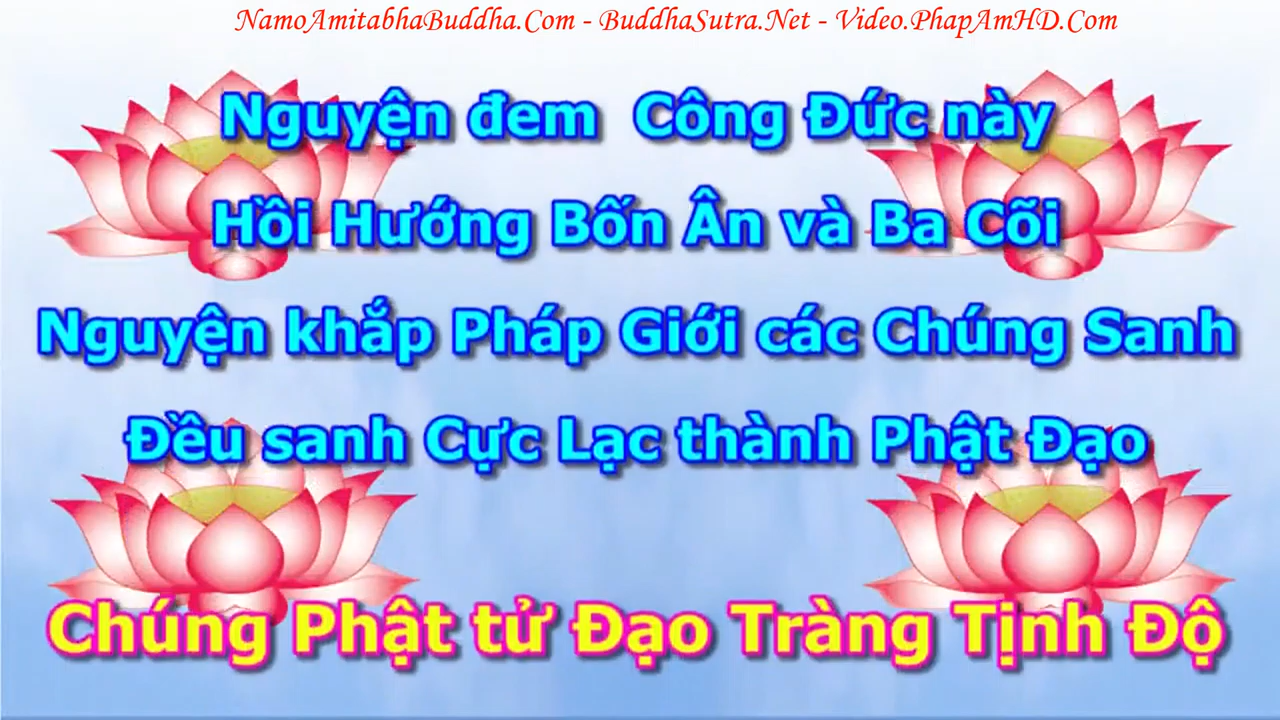 NamoAmitabhaBuddha.Com - BuddhaSutra.Net - Video.PhapAmHD.Com
Nguyện đem Công Đức này
Hồi Hướng Bốn Ân và Ba Cõi
Nguyện khắp Pháp Giới các Chúng Sanh
Đều sanh Cực Lạc thành Phật Đạo
Chúng Phật tử Đạo Tràng Tịnh Độ